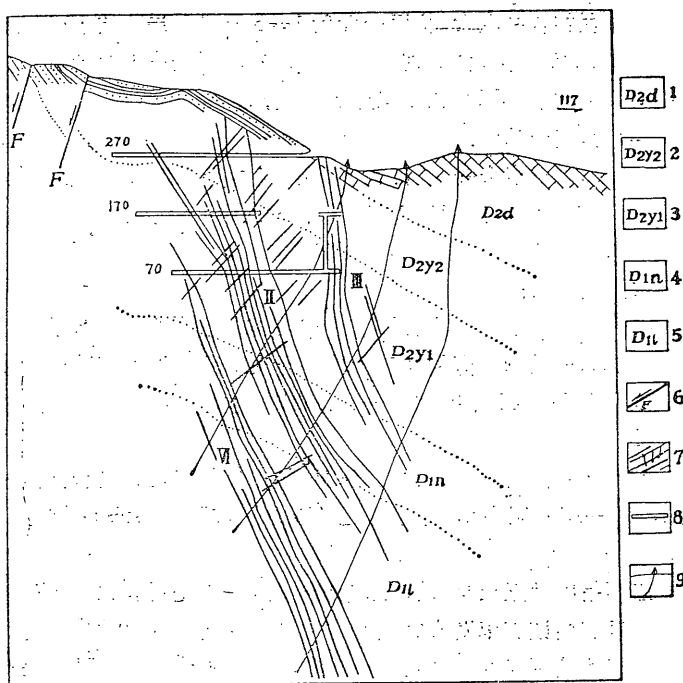 117
F
F
270
170
70
II
III
VI
D2d
D2y2
D2y1
D1n
D1l
D2d 1
D2y2 2
D2y1 3
D1n 4
D1l 5
F 6
7
8
9